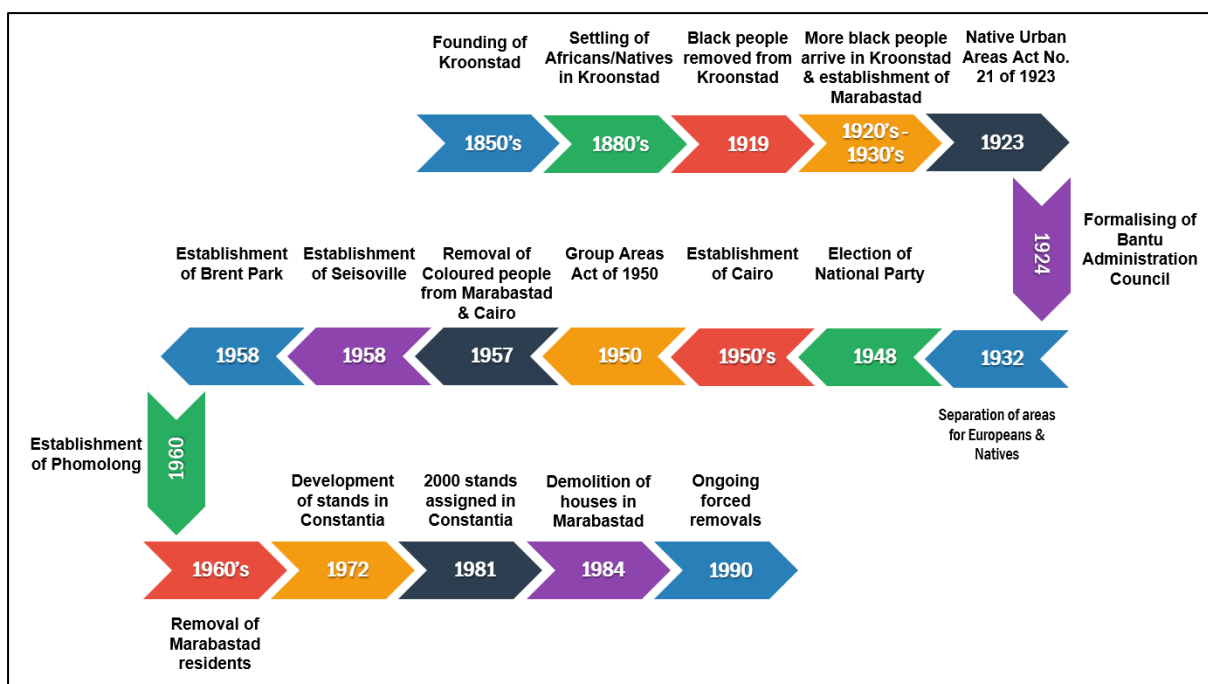 Founding of
Kroonstad
Settling of
Africans/Natives
in Kroonstad
Black people
removed from
Kroonstad
More black people
arrive in Kroonstad
& establishment of
Marabastad
Native Urban
Areas Act No.
21 of 1923
1850's
1880's
1919
1920's -
1930's
1923
1924
Formalising of
Bantu
Administration
Council
Establishment
of Brent Park
Establishment
of Seisoville
Removal of
Coloured people
from Marabastad
& Cairo
Group Areas
Act of 1950
Establishment
of Cairo
Election of
National Party
1958
1958
1957
1950
1950's
1948
1932
Separation of areas
for Europeans &
Natives
Establishment
of Phomolong
1960
Development
of stands in
Constantia
2000 stands
assigned in
Constantia
Demolition of
houses in
Marabastad
Ongoing
forced
removals
1960's
1972
1981
1984
1990
Removal of
Marabastad
residents